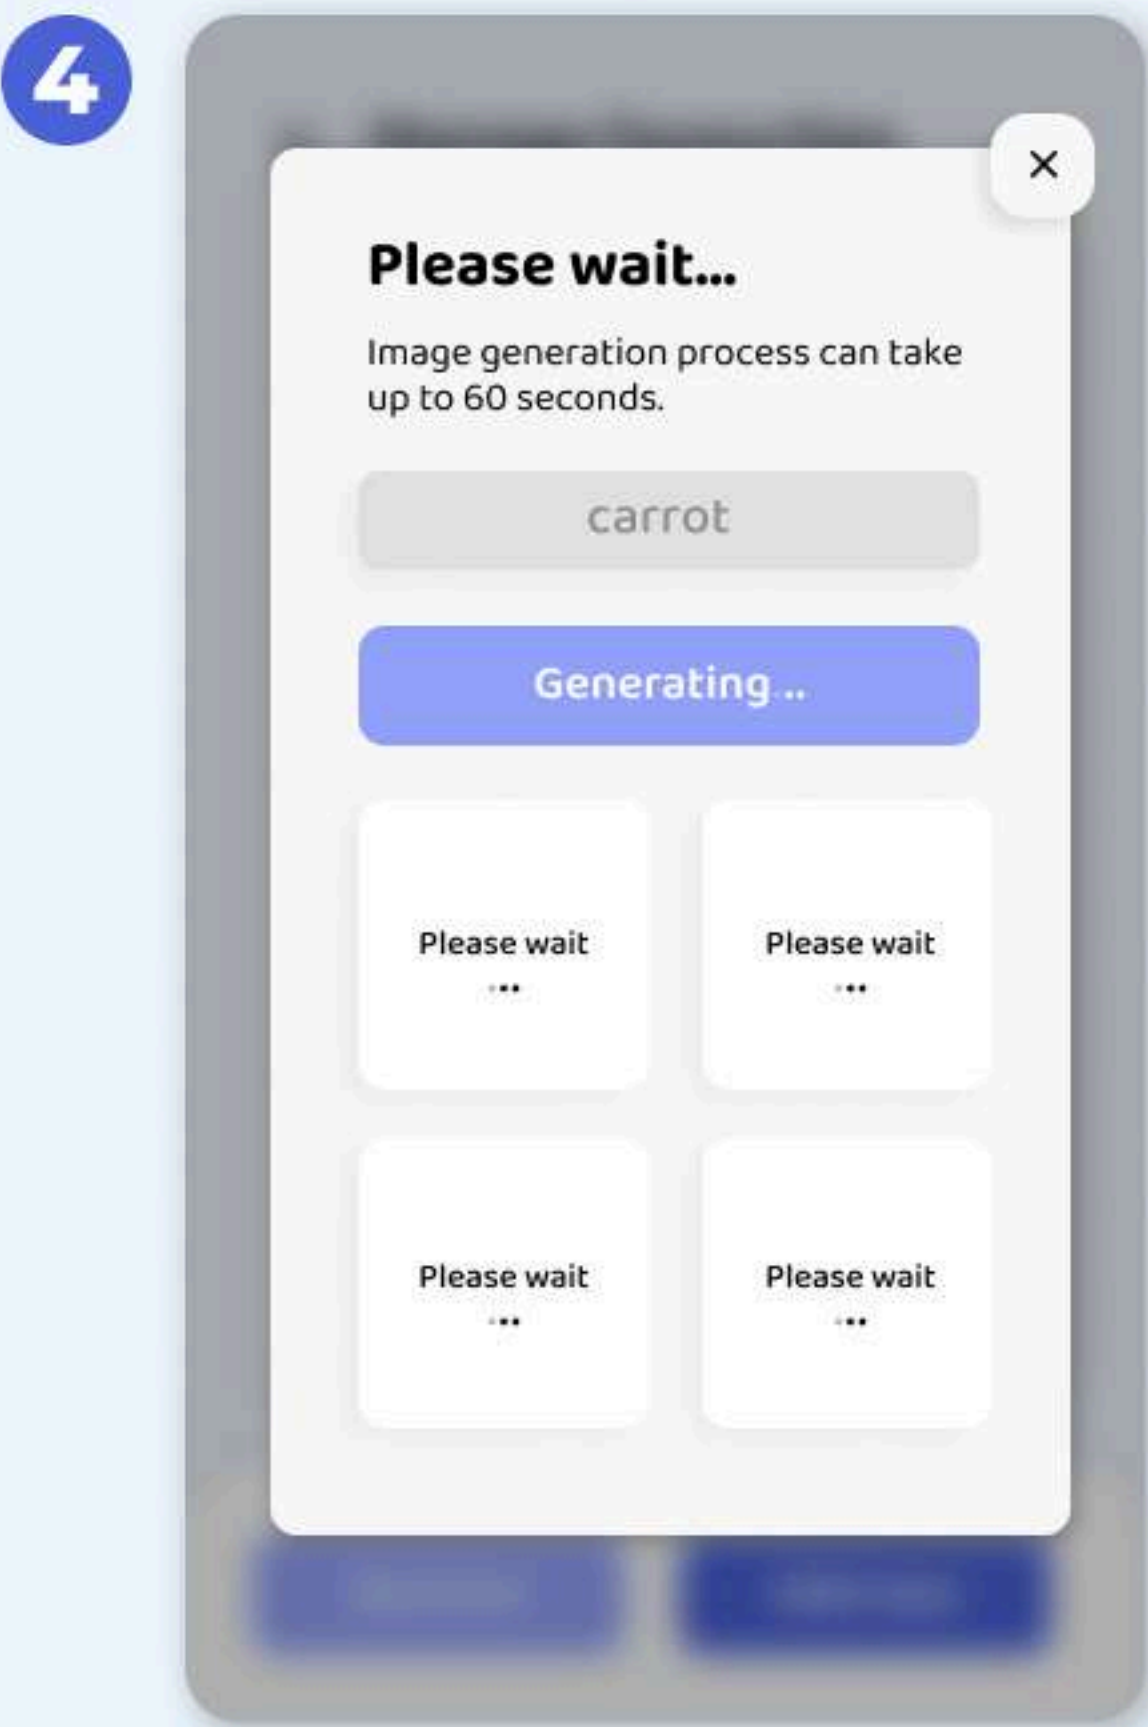 4
Please wait...
Image generation process can take
up to 60 seconds.
carrot
Generating...
Please wait
...
Please wait
...
Please wait
...
Please wait
...